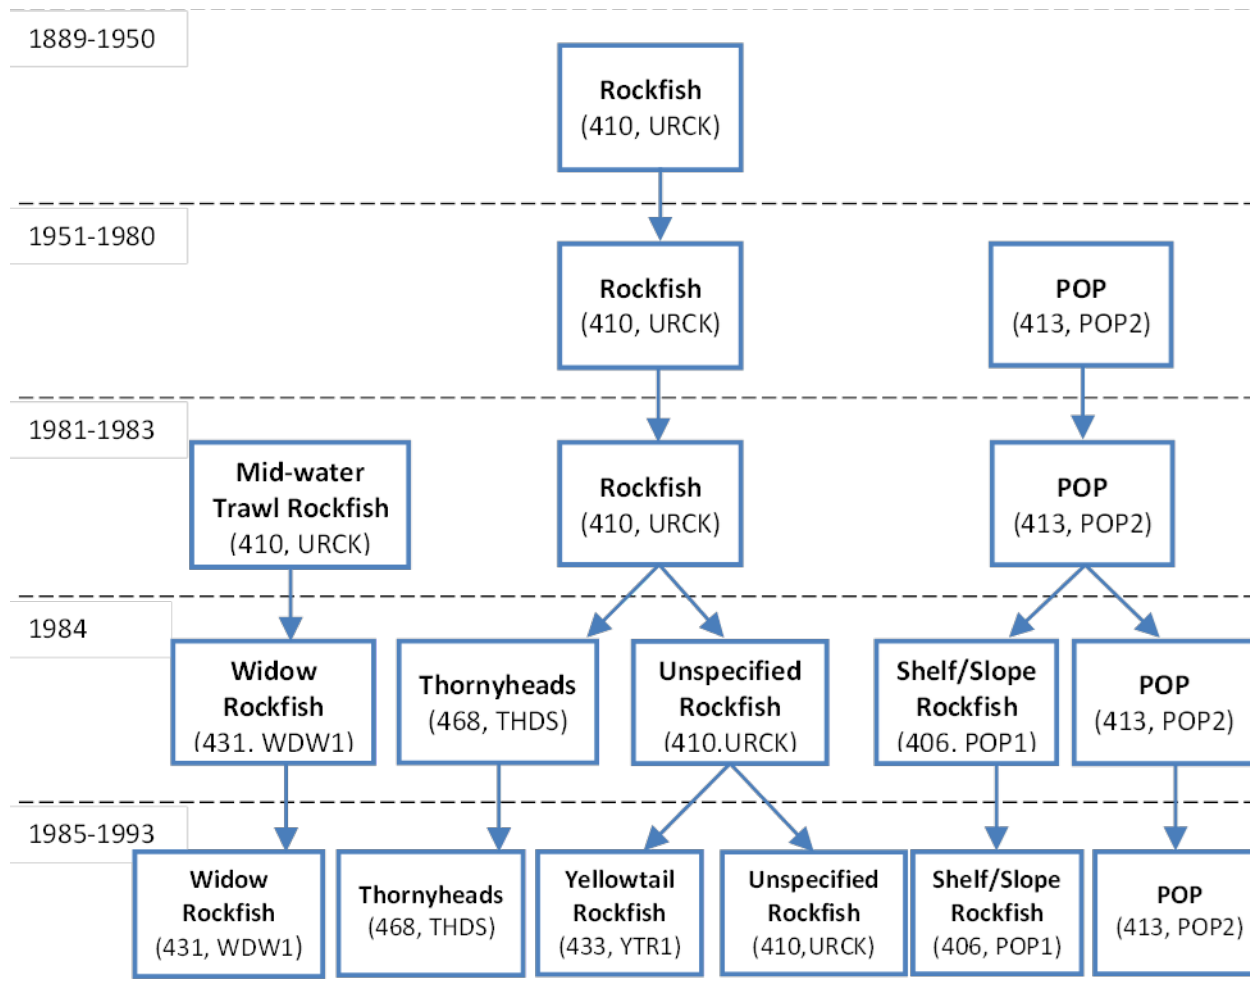 1889-1950
Rockfish
(410, URCK)
1951-1980
Rockfish
(410, URCK)
POP
(413, POP2)
1981-1983
Mid-water
Trawl Rockfish
(410, URCK)
Rockfish
(410, URCK)
POP
(413, POP2)
1984
Widow
Rockfish
(431. WDW1)
Thornyheads
(468, THDS)
Unspecified
Rockfish
(410.URCK)
Shelf/Slope
Rockfish
(406. POP1)
POP
(413, POP2)
1985-1993
Widow
Rockfish
(431, WDW1)
Thornyheads
(468, THDS)
Yellowtail
Rockfish
(433, YTR1)
Unspecified
Rockfish
(410,URCK)
Shelf/Slope
Rockfish
(406, POP1)
POP
(413, POP2)